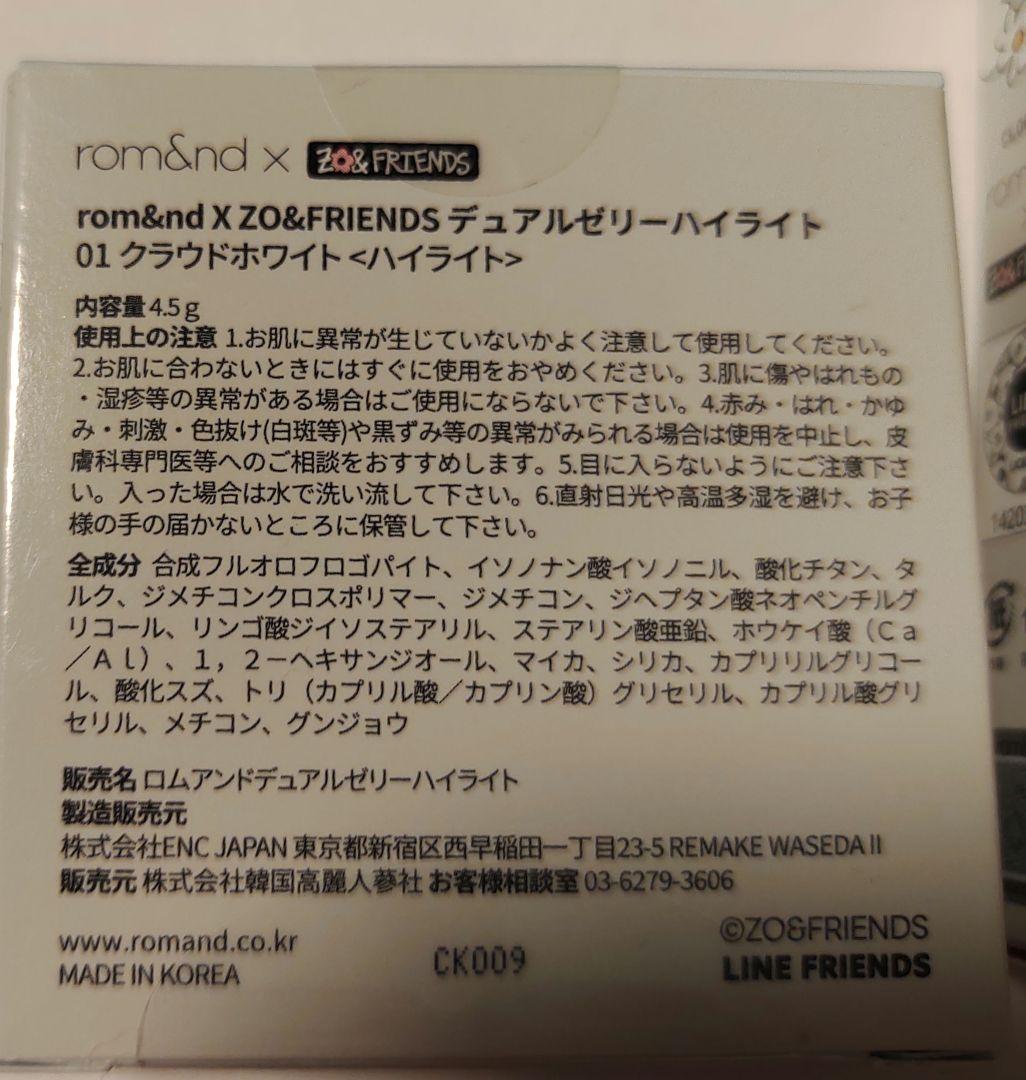 rom&nd × ZO&FRIENDS
rom&nd X ZO&FRIENDS デュアルゼリーハイライト
01 クラウドホワイト <ハイライト>
内容量 4.5ｇ
使用上の注意 1.お肌に異常が生じていないかよく注意して使用してください。
2.お肌に合わないときにはすぐに使用をおやめください。3.肌に傷やはれもの
・湿疹等の異常がある場合はご使用にならないで下さい。4.赤み・はれ・かゆ
み・刺激・色抜け(白斑等)や黒ずみ等の異常がみられる場合は使用を中止し、皮
膚科専門医等へのご相談をおすすめします。5.目に入らないようにご注意下さ
い。入った場合は水で洗い流して下さい。6.直射日光や高温多湿を避け、お子
様の手の届かないところに保管して下さい。
全成分 合成フルオロフロゴパイト、イソノナン酸イソノニル、酸化チタン、タ
ルク、ジメチコンクロスポリマー、ジメチコン、ジヘプタン酸ネオペンチルグ
リコール、リンゴ酸ジイソステアリル、ステアリン酸亜鉛、ホウケイ酸（Ｃａ
／Ａｌ）、１，２－ヘキサンジオール、マイカ、シリカ、カプリリルグリコー
ル、酸化スズ、トリ（カプリル酸／カプリン酸）グリセリル、カプリル酸グリ
セリル、メチコン、グンジョウ
販売名 ロムアンドデュアルゼリーハイライト
製造販売元
株式会社ENC JAPAN 東京都新宿区西早稲田一丁目23-5 REMAKE WASEDAⅡ
販売元 株式会社韓国高麗人蔘社 お客様相談室 03-6279-3606
www.romand.co.kr
MADE IN KOREA
CK009
©ZO&FRIENDS
LINE FRIENDS